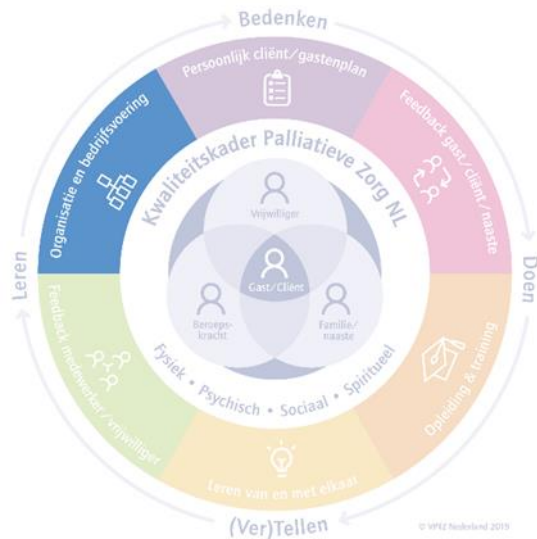 Bedenken
Persoonlijk cliënt/gastenplan
Organisatie en bedrijfsvoering
Feedback gast/cliënt/
naaste
Kwaliteitskader Palliatieve Zorg NL
Vrijwilliger
Gast/Cliënt
Beroeps-
kracht
Familie/
naaste
Leren
Doen
Fysiek • Psychisch • Sociaal • Spiritueel
Feedback medewerker/
vrijwilliger
Opleiding & training
Leren van en met elkaar
(Ver)Tellen
© VPTZ Nederland 2019